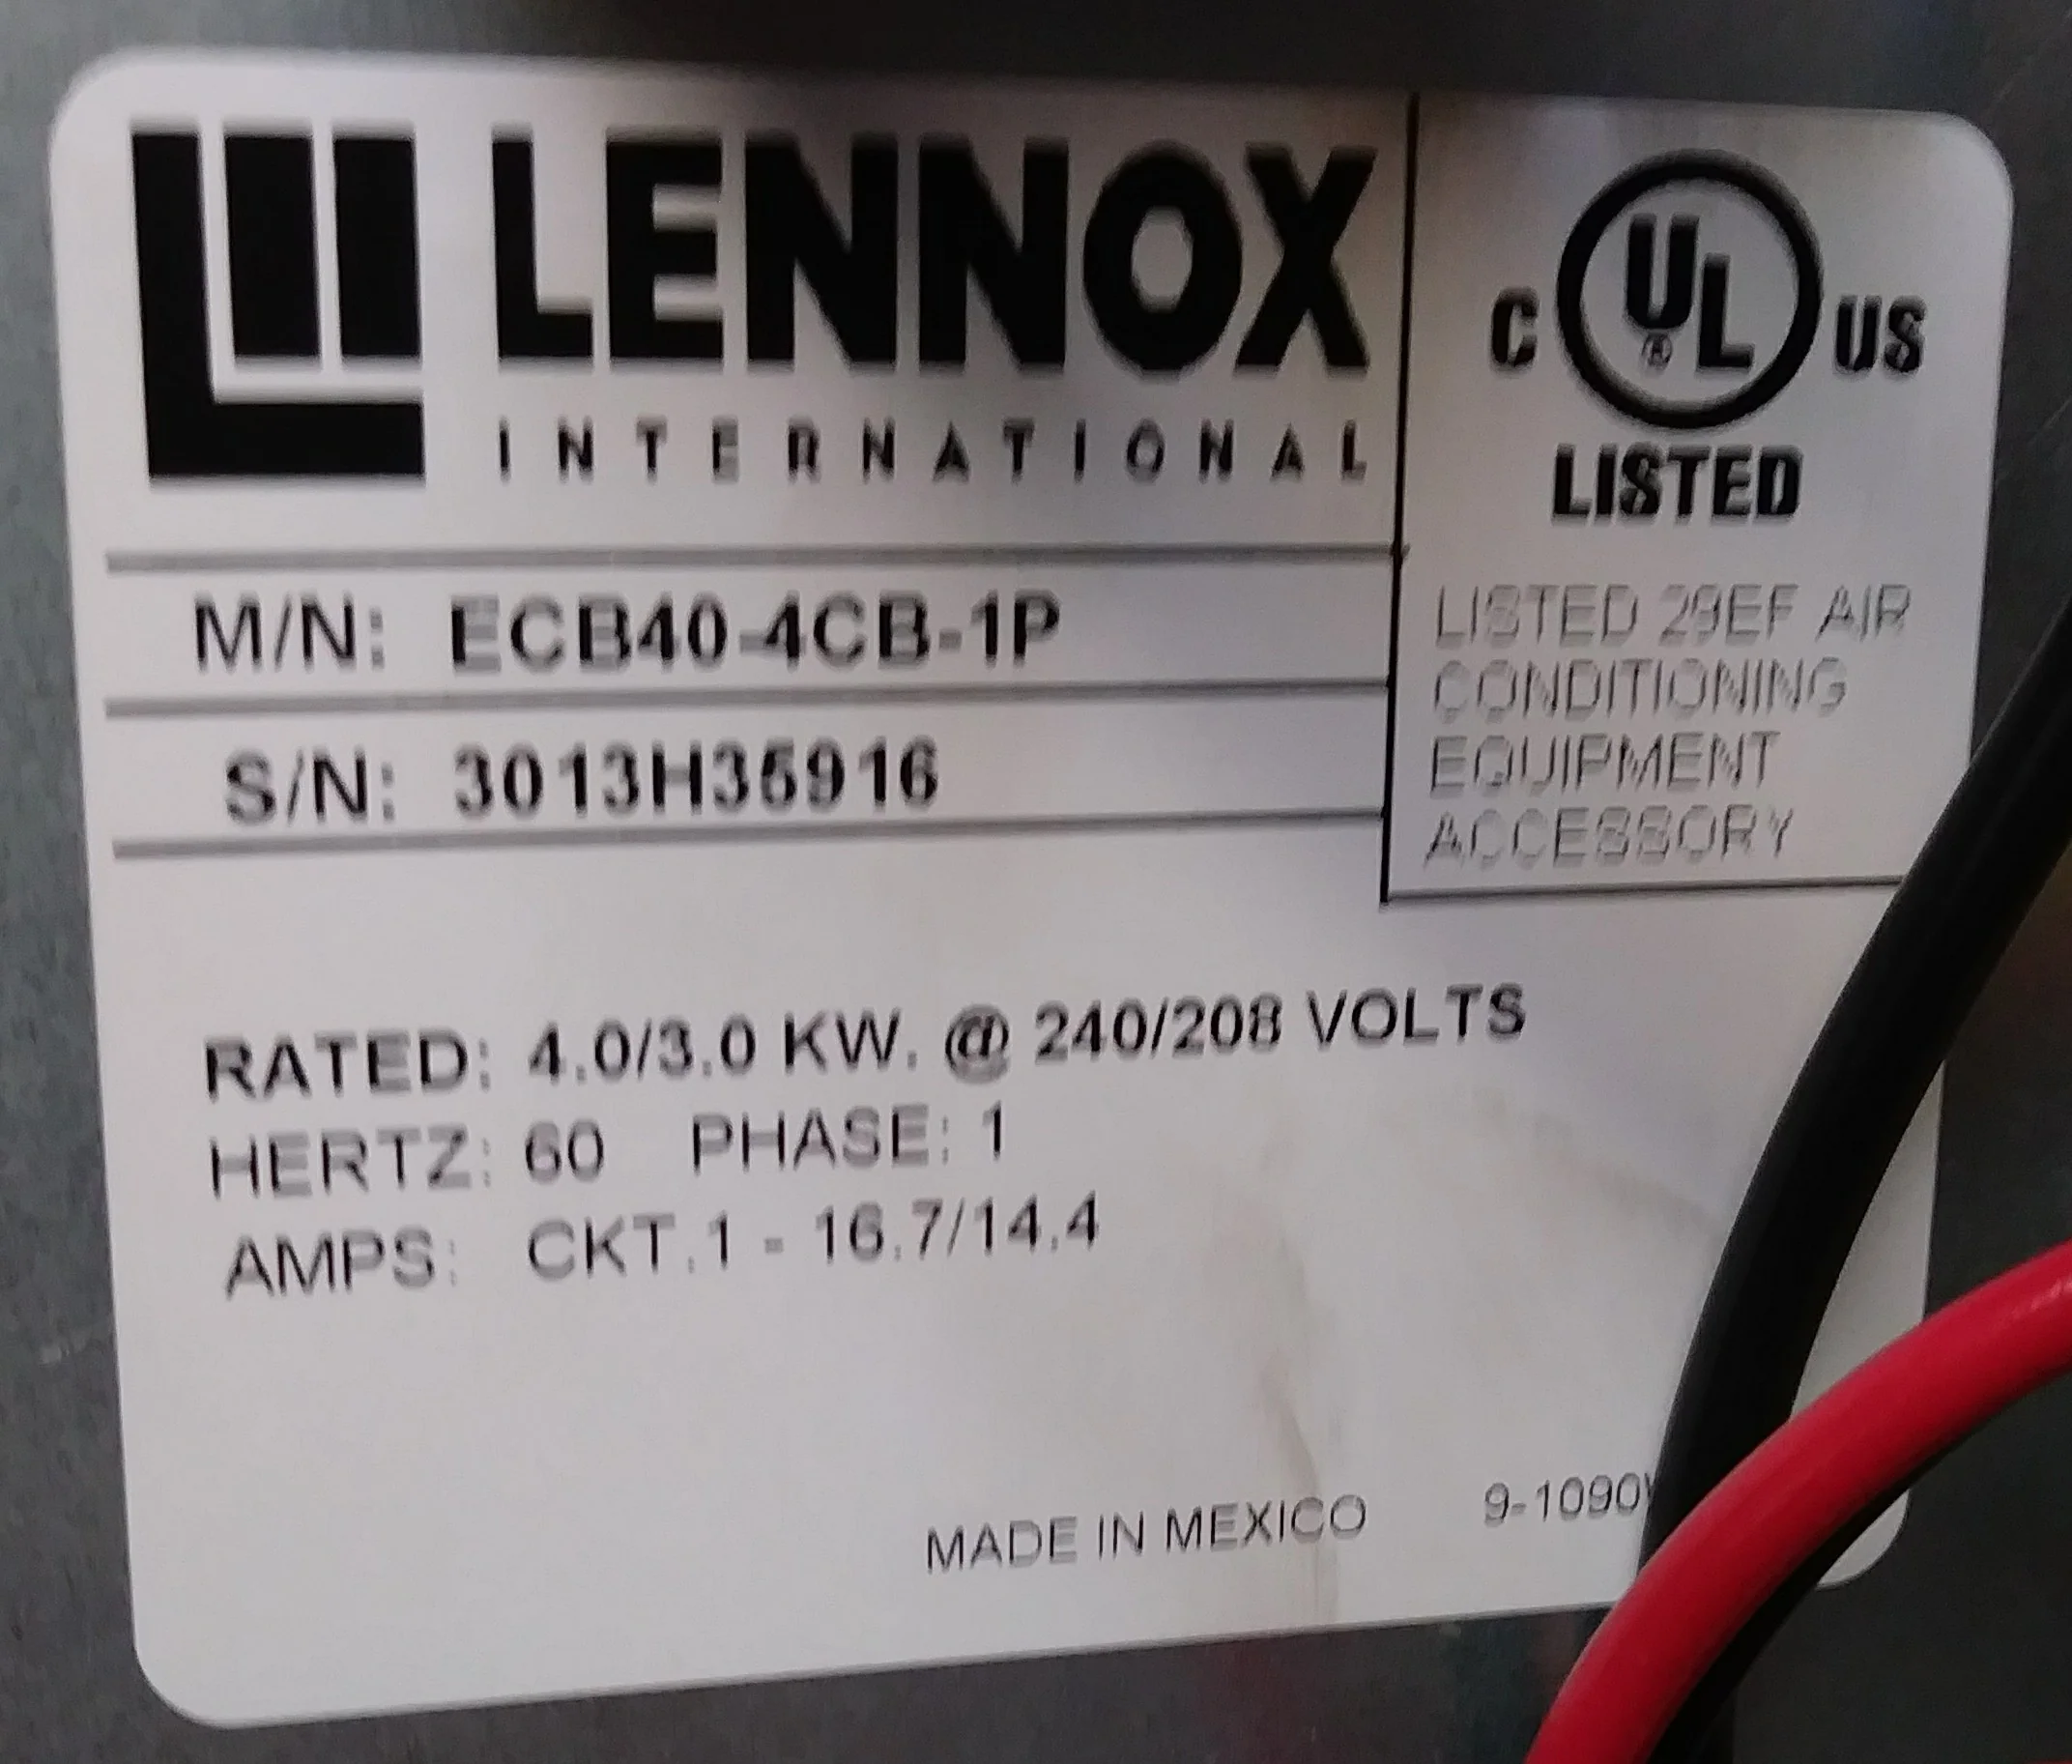 LENNOX
INTERNATIONAL
C UL® US
LISTED
LISTED 29EF AIR
CONDITIONING
EQUIPMENT
ACCESSORY
M/N: ECB40-4CB-1P
S/N: 3013H35916
RATED: 4.0/3.0 KW. @ 240/208 VOLTS
HERTZ: 60 PHASE: 1
AMPS: CKT.1 - 16.7/14.4
MADE IN MEXICO